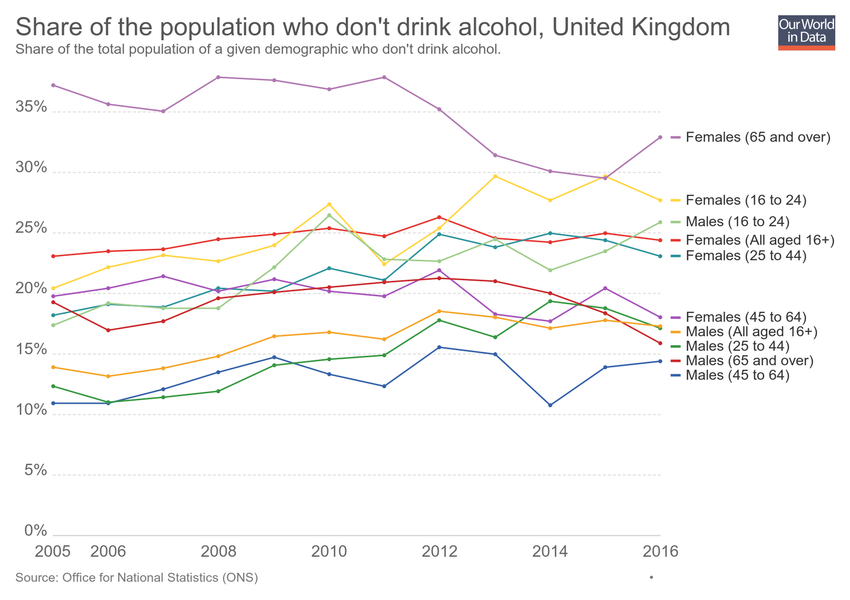 Share of the population who don't drink alcohol, United Kingdom
Share of the total population of a given demographic who don't drink alcohol.
Our World
in Data
35%
30%
25%
20%
15%
10%
5%
0%
Females (65 and over)
Females (16 to 24)
Males (16 to 24)
Females (All aged 16+)
Females (25 to 44)
Females (45 to 64)
Males (All aged 16+)
Males (25 to 44)
Males (65 and over)
Males (45 to 64)
2005 2006 2008 2010 2012 2014 2016
Source: Office for National Statistics (ONS) •